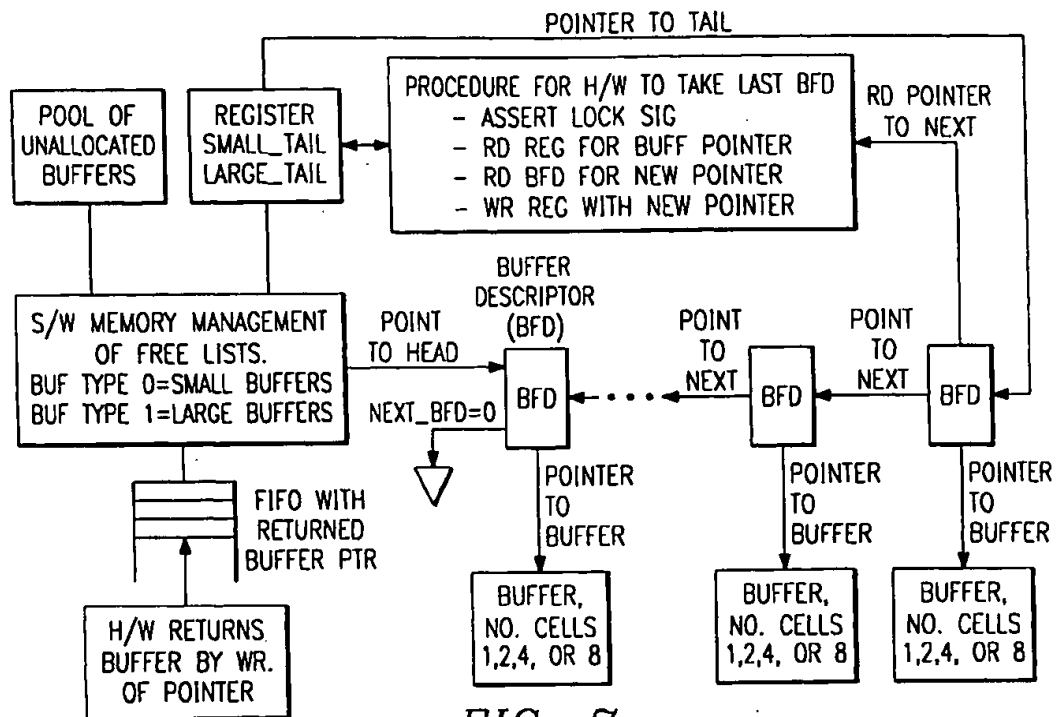 POINTER TO TAIL
POOL OF
UNALLOCATED
BUFFERS
REGISTER
SMALL_TAIL
LARGE_TAIL
PROCEDURE FOR H/W TO TAKE LAST BFD
- ASSERT LOCK SIG
- RD REG FOR BUFF POINTER
- RD BFD FOR NEW POINTER
- WR REG WITH NEW POINTER
RD POINTER
TO NEXT
S/W MEMORY MANAGEMENT
OF FREE LISTS.
BUF TYPE 0=SMALL BUFFERS
BUF TYPE 1=LARGE BUFFERS
POINT
TO HEAD
BUFFER
DESCRIPTOR
(BFD)
BFD
NEXT_BFD=0
POINT
TO
NEXT
BFD
POINT
TO
NEXT
BFD
FIFO WITH
RETURNED
BUFFER PTR
POINTER
TO
BUFFER
POINTER
TO
BUFFER
POINTER
TO
BUFFER
H/W RETURNS
BUFFER BY WR.
OF POINTER
BUFFER,
NO. CELLS
1,2,4, OR 8
BUFFER,
NO. CELLS
1,2,4, OR 8
BUFFER,
NO. CELLS
1,2,4, OR 8